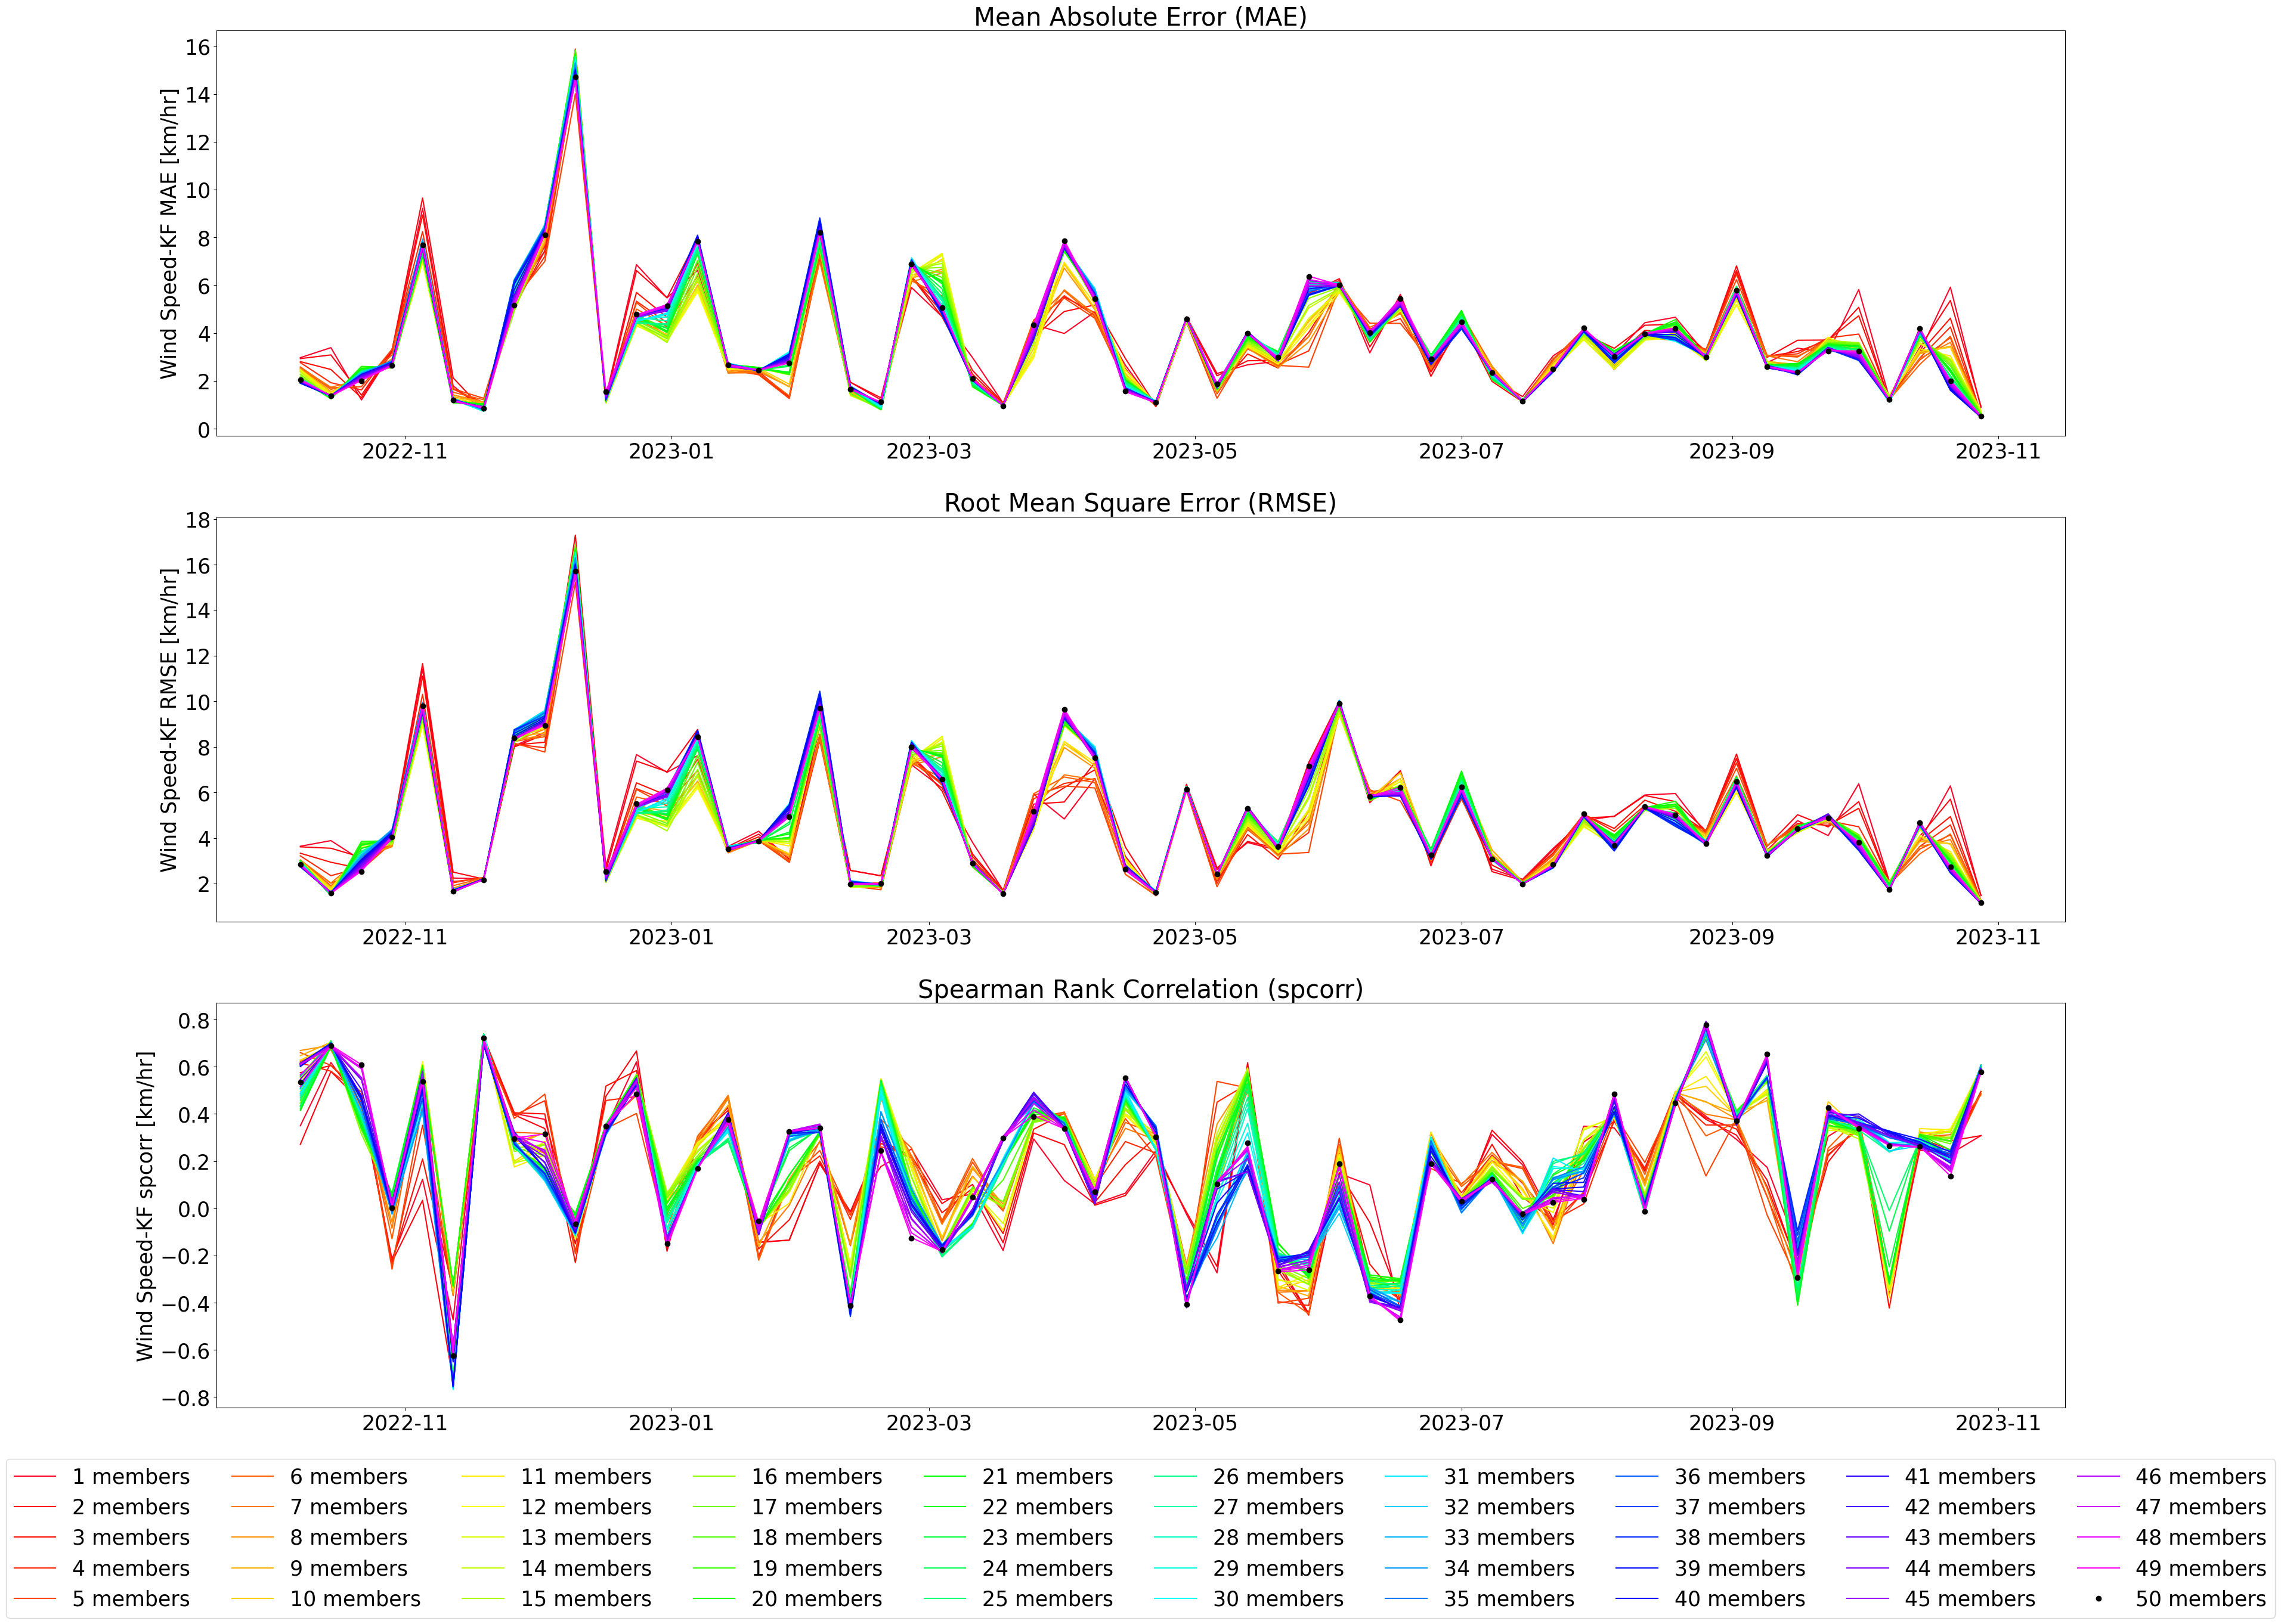 Mean Absolute Error (MAE)
Wind Speed-KF MAE [km/hr]
16
14
12
10
8
6
4
2
0
2022-11 2023-01 2023-03 2023-05 2023-07 2023-09 2023-11
Root Mean Square Error (RMSE)
Wind Speed-KF RMSE [km/hr]
18
16
14
12
10
8
6
4
2
2022-11 2023-01 2023-03 2023-05 2023-07 2023-09 2023-11
Spearman Rank Correlation (spcorr)
Wind Speed-KF spcorr [km/hr]
0.8
0.6
0.4
0.2
0.0
−0.2
−0.4
−0.6
−0.8
2022-11 2023-01 2023-03 2023-05 2023-07 2023-09 2023-11
1 members 6 members 11 members 16 members 21 members 26 members 31 members 36 members 41 members 46 members
2 members 7 members 12 members 17 members 22 members 27 members 32 members 37 members 42 members 47 members
3 members 8 members 13 members 18 members 23 members 28 members 33 members 38 members 43 members 48 members
4 members 9 members 14 members 19 members 24 members 29 members 34 members 39 members 44 members 49 members
5 members 10 members 15 members 20 members 25 members 30 members 35 members 40 members 45 members 50 members